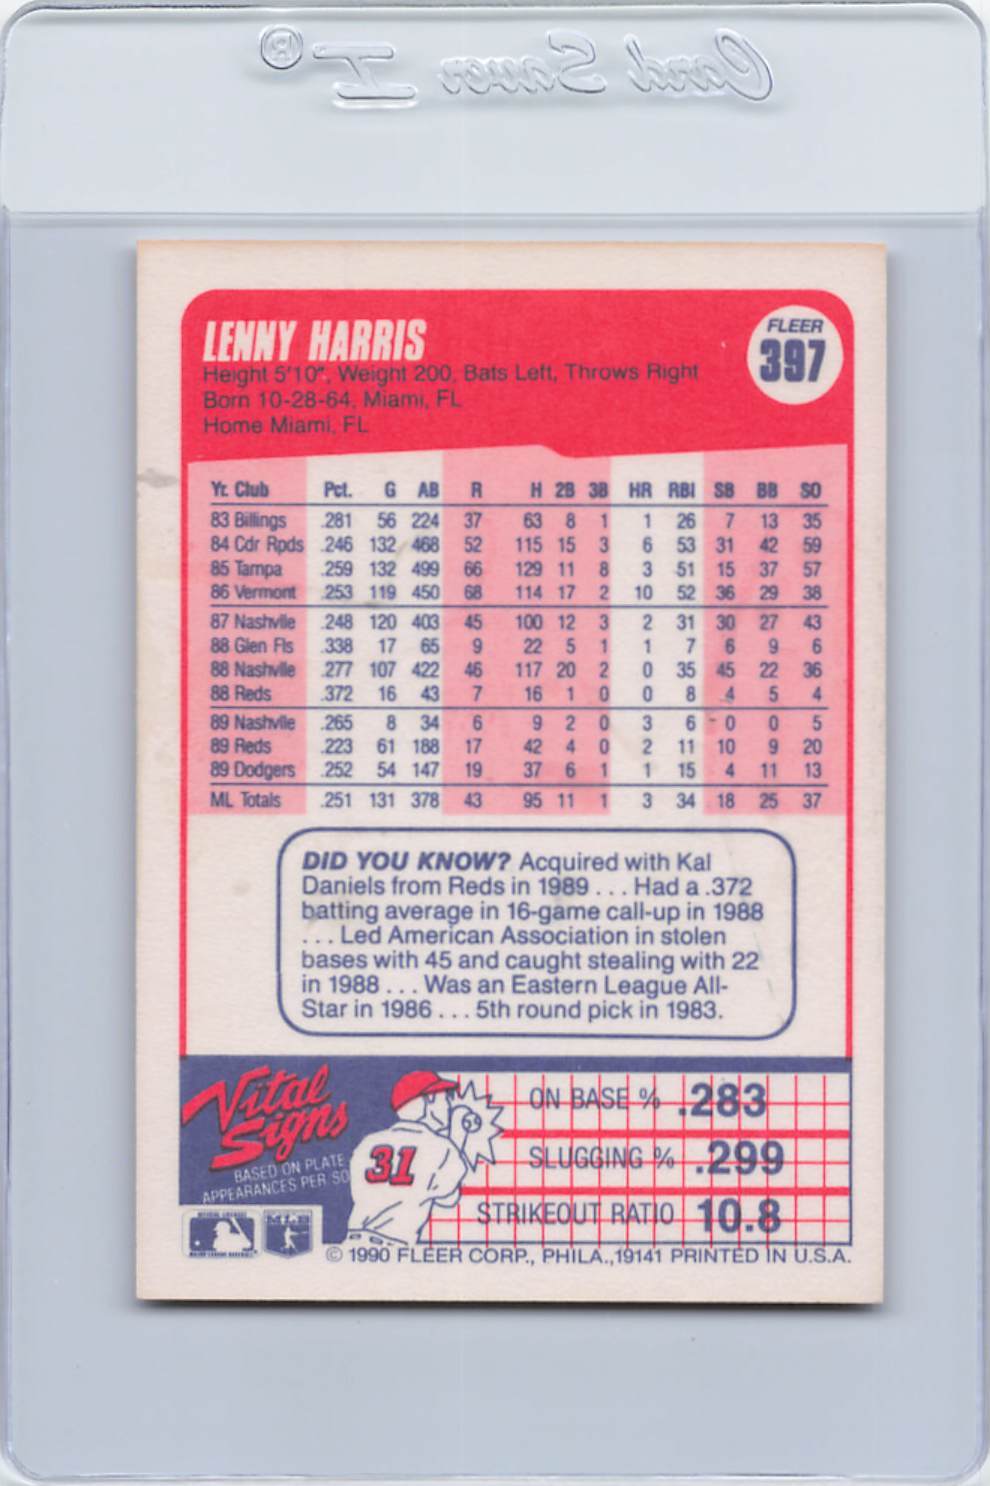 Card Saver I®
LENNY HARRIS
FLEER
397
Height 5'10", Weight 200, Bats Left, Throws Right
Born 10-28-64, Miami, FL
Home Miami, FL
Yr. Club Pct. G AB R H 2B 3B HR RBI SB BB SO
83 Billings .281 56 224 37 63 8 1 1 26 7 13 35
84 Cdr Rpds .246 132 468 52 115 15 3 6 53 31 42 59
85 Tampa .259 132 499 66 129 11 8 3 51 15 37 57
86 Vermont .253 119 450 68 114 17 2 10 52 36 29 38
87 Nashvlle .248 120 403 45 100 12 3 2 31 30 27 43
88 Glen Fls .338 17 65 9 22 5 1 1 7 6 9 6
88 Nashvlle .277 107 422 46 117 20 2 0 35 45 22 36
88 Reds .372 16 43 7 16 1 0 0 8 4 5 4
89 Nashvlle .265 8 34 6 9 2 0 3 6 0 0 5
89 Reds .223 61 188 17 42 4 0 2 11 10 9 20
89 Dodgers .252 54 147 19 37 6 1 1 15 4 11 13
ML Totals .251 131 378 43 95 11 1 3 34 18 25 37
DID YOU KNOW? Acquired with Kal
Daniels from Reds in 1989 . . . Had a .372
batting average in 16-game call-up in 1988
. . . Led American Association in stolen
bases with 45 and caught stealing with 22
in 1988 . . . Was an Eastern League All-
Star in 1986 . . . 5th round pick in 1983.
Vital
Signs
BASED ON PLATE
APPEARANCES PER SO
31
ON BASE % .283
SLUGGING % .299
STRIKEOUT RATIO 10.8
MLB
© 1990 FLEER CORP., PHILA.,19141 PRINTED IN U.S.A.